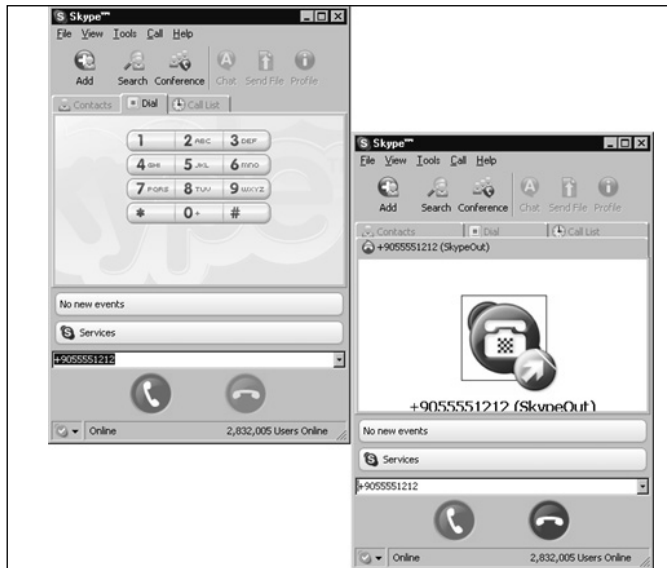 Skype™
File View Tools Call Help
Add Search Conference Chat Send File Profile
Contacts Dial Call List
1 2 ABC 3 DEF
4 GHI 5 JKL 6 mno
7 PQRS 8 TUV 9 WXYZ
* 0 + #
No new events
Services
+9055551212
Online 2,832,005 Users Online
Skype™
File View Tools Call Help
Add Search Conference Chat Send File Profile
Contacts Dial Call List
+9055551212 (SkypeOut)
+9055551212 (SkypeOut)
No new events
Services
+9055551212
Online 2,832,005 Users Online